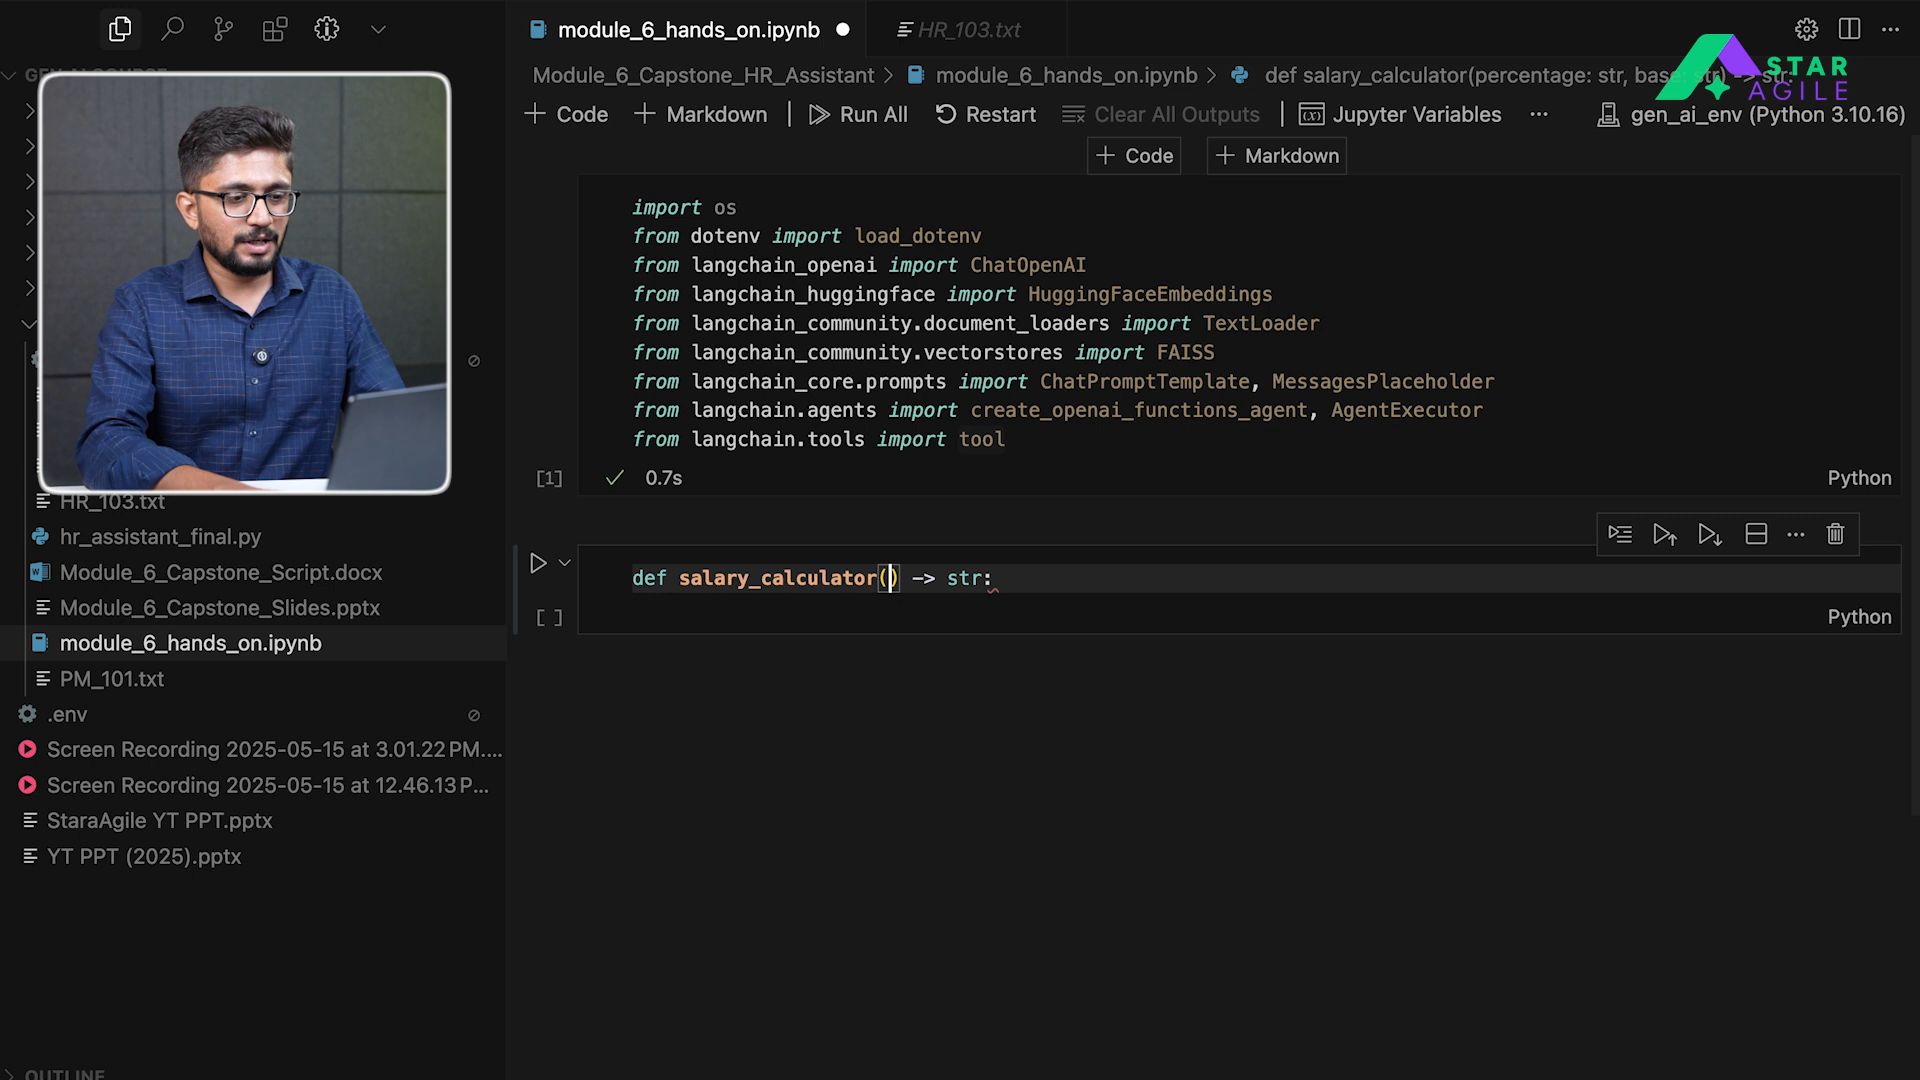 module_6_hands_on.ipynb
HR_103.txt
STAR
AGILE
Module_6_Capstone_HR_Assistant > module_6_hands_on.ipynb > def salary_calculator(percentage: str, base: str) -> str:
+ Code + Markdown | Run All Restart Clear All Outputs | Jupyter Variables ... gen_ai_env (Python 3.10.16)
+ Code + Markdown
import os
from dotenv import load_dotenv
from langchain_openai import ChatOpenAI
from langchain_huggingface import HuggingFaceEmbeddings
from langchain_community.document_loaders import TextLoader
from langchain_community.vectorstores import FAISS
from langchain_core.prompts import ChatPromptTemplate, MessagesPlaceholder
from langchain.agents import create_openai_functions_agent, AgentExecutor
from langchain.tools import tool
[1] ✓ 0.7s Python
def salary_calculator() -> str:
[ ] Python
HR_103.txt
hr_assistant_final.py
Module_6_Capstone_Script.docx
Module_6_Capstone_Slides.pptx
module_6_hands_on.ipynb
PM_101.txt
.env
Screen Recording 2025-05-15 at 3.01.22 PM....
Screen Recording 2025-05-15 at 12.46.13 P...
StaraAgile YT PPT.pptx
YT PPT (2025).pptx
OUTLINE